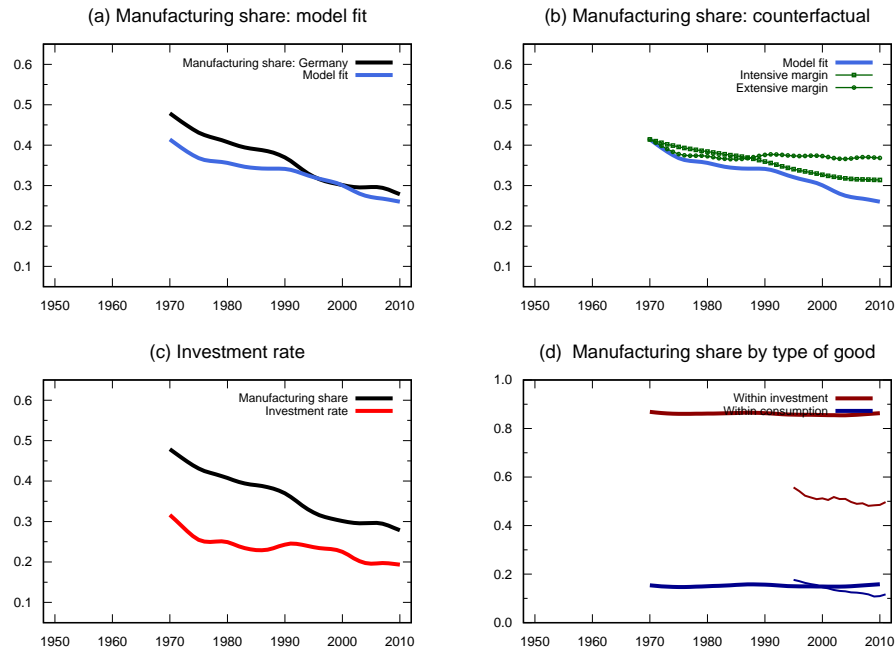 (a) Manufacturing share: model fit
0.6
0.5
0.4
0.3
0.2
0.1
Manufacturing share: Germany
Model fit
1950 1960 1970 1980 1990 2000 2010
(b) Manufacturing share: counterfactual
0.6
0.5
0.4
0.3
0.2
0.1
Model fit
Intensive margin
Extensive margin
1950 1960 1970 1980 1990 2000 2010
(c) Investment rate
0.6
0.5
0.4
0.3
0.2
0.1
Manufacturing share
Investment rate
1950 1960 1970 1980 1990 2000 2010
(d) Manufacturing share by type of good
1.0
0.8
0.6
0.4
0.2
0.0
Within investment
Within consumption
1950 1960 1970 1980 1990 2000 2010